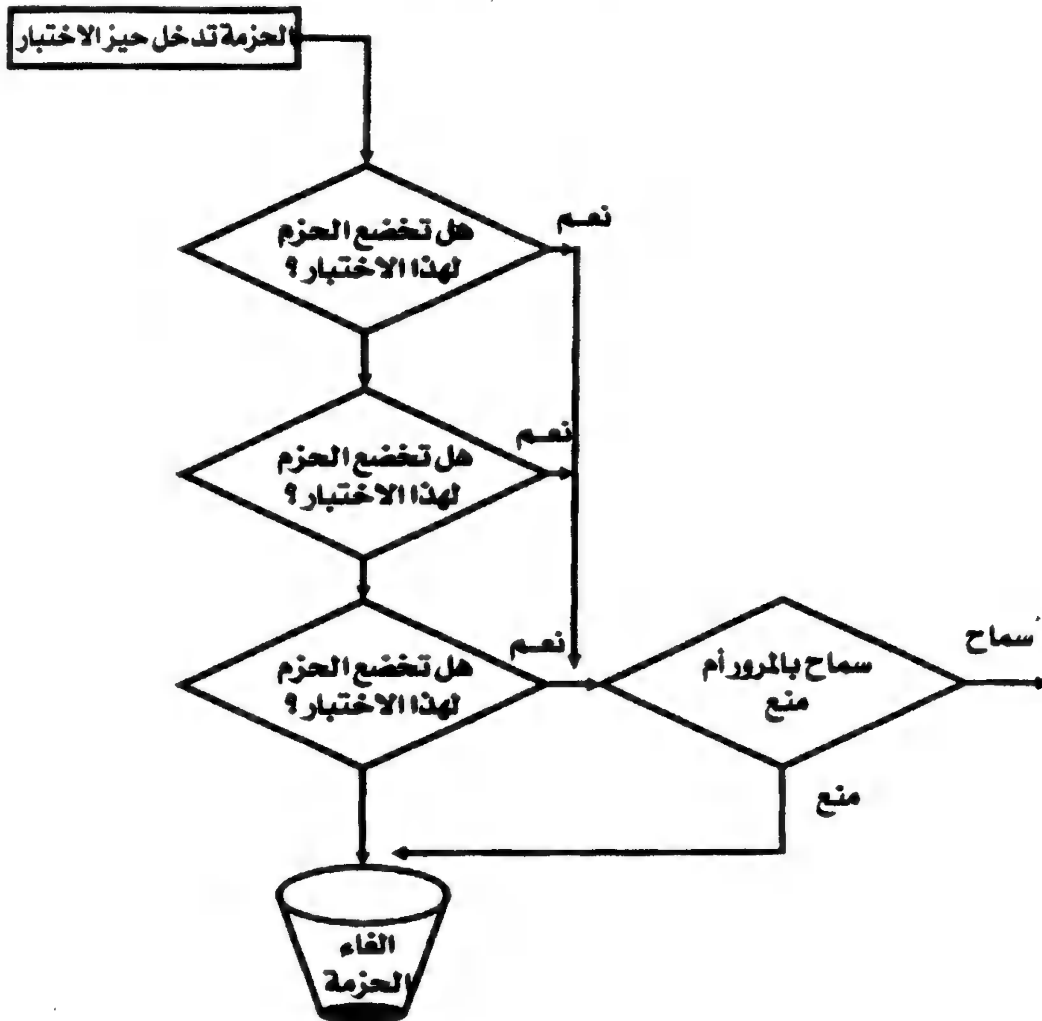 الحزمة تدخل حيز الاختبار
نعم
هل تخضع الحزم
لهذا الاختبار؟
نعم
هل تخضع الحزم
لهذا الاختبار؟
نعم
هل تخضع الحزم
لهذا الاختبار؟
سماح بالمرور أم
منع
سماح
منع
الغاء
الحزمة